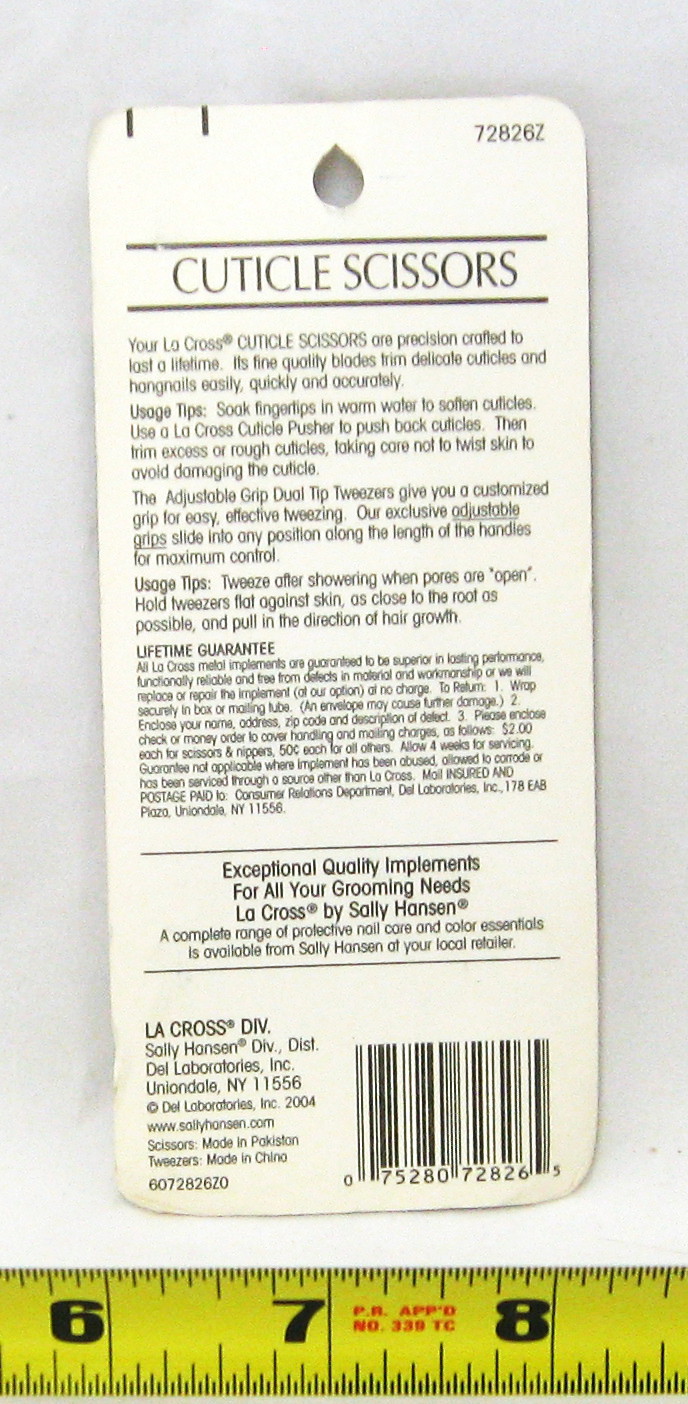 72826Z
CUTICLE SCISSORS
Your La Cross® CUTICLE SCISSORS are precision crafted to
last a lifetime. Its fine quality blades trim delicate cuticles and
hangnails easily, quickly and accurately.
Usage Tips: Soak fingertips in warm water to soften cuticles.
Use a La Cross Cuticle Pusher to push back cuticles. Then
trim excess or rough cuticles, taking care not to twist skin to
avoid damaging the cuticle.
The Adjustable Grip Dual Tip Tweezers give you a customized
grip for easy, effective tweezing. Our exclusive adjustable
grips slide into any position along the length of the handles
for maximum control.
Usage Tips: Tweeze after showering when pores are "open".
Hold tweezers flat against skin, as close to the root as
possible, and pull in the direction of hair growth.
LIFETIME GUARANTEE
All La Cross metal implements are guaranteed to be superior in lasting performance,
functionally reliable and free from defects in material and workmanship or we will
replace or repair the implement (at our option) at no charge. To Return: 1. Wrap
securely in box or mailing tube. (An envelope may cause further damage.) 2.
Enclose your name, address, zip code and description of defect. 3. Please enclose
check or money order to cover handling and mailing charges, as follows: $2.00
each for scissors & nippers, 50¢ each for all others. Allow 4 weeks for servicing.
Guarantee not applicable where implement has been abused, allowed to corrode or
has been serviced through a source other than La Cross. Mail INSURED AND
POSTAGE PAID to: Consumer Relations Department, Del Laboratories, Inc., 178 EAB
Plaza, Uniondale, NY 11556.
Exceptional Quality Implements
For All Your Grooming Needs
La Cross® by Sally Hansen®
A complete range of protective nail care and color essentials
is available from Sally Hansen at your local retailer.
LA CROSS® DIV.
Sally Hansen® Div., Dist.
Del Laboratories, Inc.
Uniondale, NY 11556
© Del Laboratories, Inc. 2004
www.sallyhansen.com
Scissors: Made in Pakistan
Tweezers: Made in China
6072826Z0
0 75280 72826 5
6 7 P.R. APP'D 8
NO. 339 TC